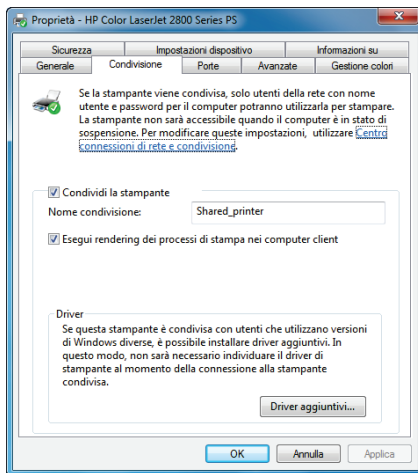 Proprietà - HP Color LaserJet 2800 Series PS
Sicurezza Impostazioni dispositivo Informazioni su
Generale Condivisione Porte Avanzate Gestione colori
Se la stampante viene condivisa, solo utenti della rete con nome
utente e password per il computer potranno utilizzarla per stampare.
La stampante non sarà accessibile quando il computer è in stato di
sospensione. Per modificare queste impostazioni, utilizzare Centro
connessioni di rete e condivisione.
Condividi la stampante
Nome condivisione: Shared_printer
Esegui rendering dei processi di stampa nei computer client
Driver
Se questa stampante è condivisa con utenti che utilizzano versioni
di Windows diverse, è possibile installare driver aggiuntivi. In
questo modo, non sarà necessario individuare il driver di
stampante al momento della connessione alla stampante
condivisa.
Driver aggiuntivi...
OK Annulla Applica